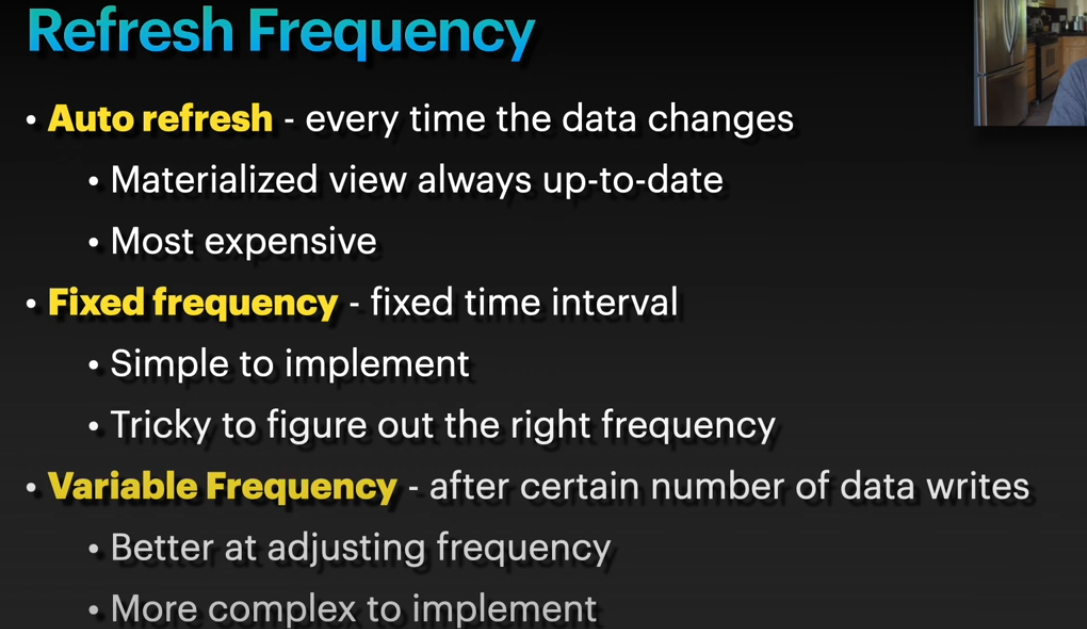 Refresh Frequency
• Auto refresh - every time the data changes
• Materialized view always up-to-date
• Most expensive
• Fixed frequency - fixed time interval
• Simple to implement
• Tricky to figure out the right frequency
• Variable Frequency - after certain number of data writes
• Better at adjusting frequency
• More complex to implement